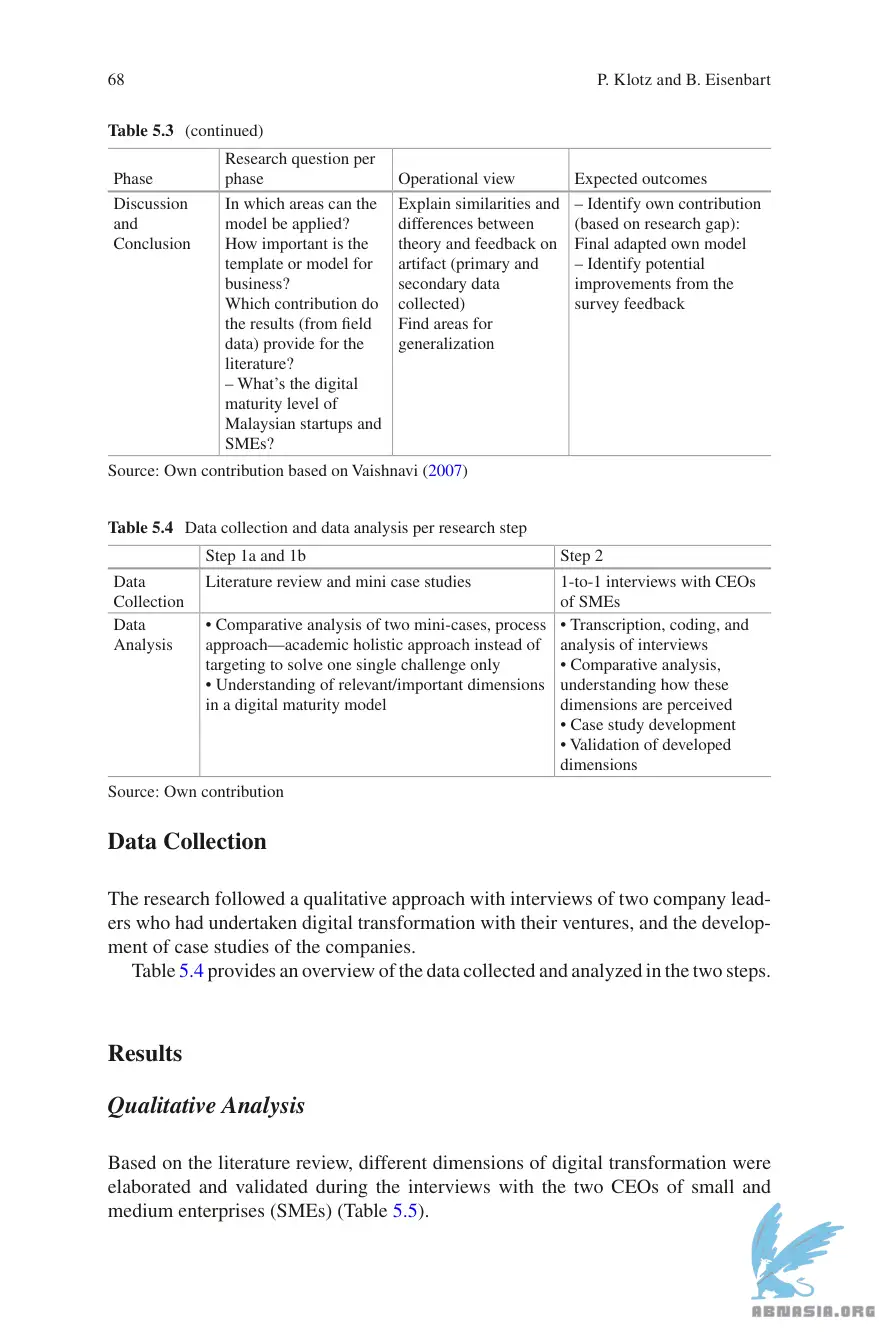 68
P. Klotz and B. Eisenbart
Table 5.3 (continued)
Phase
Research question per
phase
Operational view
Expected outcomes
Discussion
and
Conclusion
In which areas can the
model be applied?
How important is the
template or model for
business?
Which contribution do
the results (from field
data) provide for the
literature?
– What's the digital
maturity level of
Malaysian startups and
SMEs?
Explain similarities and
differences between
theory and feedback on
artifact (primary and
secondary data
collected)
Find areas for
generalization
– Identify own contribution
(based on research gap):
Final adapted own model
– Identify potential
improvements from the
survey feedback
Source: Own contribution based on Vaishnavi (2007)
Table 5.4 Data collection and data analysis per research step
Step 1a and 1b
Step 2
Data
Collection
Literature review and mini case studies
1-to-1 interviews with CEOs
of SMEs
Data
Analysis
• Comparative analysis of two mini-cases, process
approach—academic holistic approach instead of
targeting to solve one single challenge only
• Understanding of relevant/important dimensions
in a digital maturity model
• Transcription, coding, and
analysis of interviews
• Comparative analysis,
understanding how these
dimensions are perceived
• Case study development
• Validation of developed
dimensions
Source: Own contribution
Data Collection
The research followed a qualitative approach with interviews of two company lead-
ers who had undertaken digital transformation with their ventures, and the develop-
ment of case studies of the companies.
Table 5.4 provides an overview of the data collected and analyzed in the two steps.
Results
Qualitative Analysis
Based on the literature review, different dimensions of digital transformation were
elaborated and validated during the interviews with the two CEOs of small and
medium enterprises (SMEs) (Table 5.5).
ABNASIA.ORG